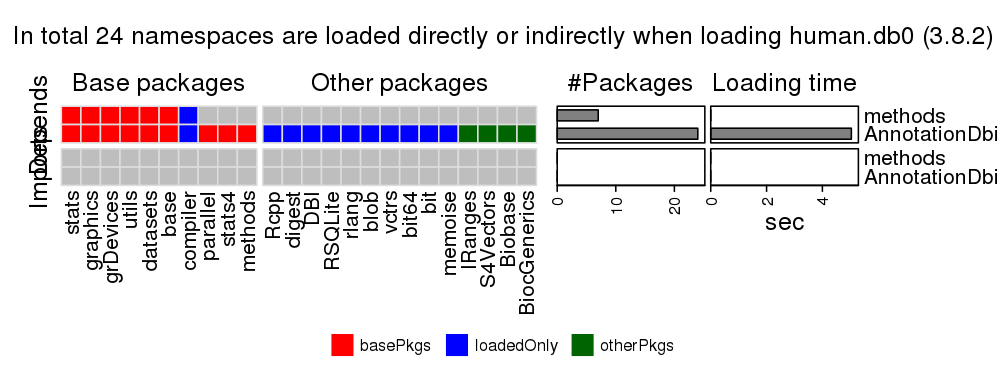 In total 24 namespaces are loaded directly or indirectly when loading human.db0 (3.8.2)
Base packages
Other packages
#Packages
Loading time
Depends
Imports
methods
AnnotationDbi
methods
AnnotationDbi
stats
graphics
grDevices
utils
datasets
base
compiler
parallel
stats4
methods
Rcpp
digest
DBI
RSQLite
rlang
blob
vctrs
bit64
bit
memoise
IRanges
S4Vectors
Biobase
BiocGenerics
0 10 20
0 2 4
sec
basePkgs loadedOnly otherPkgs